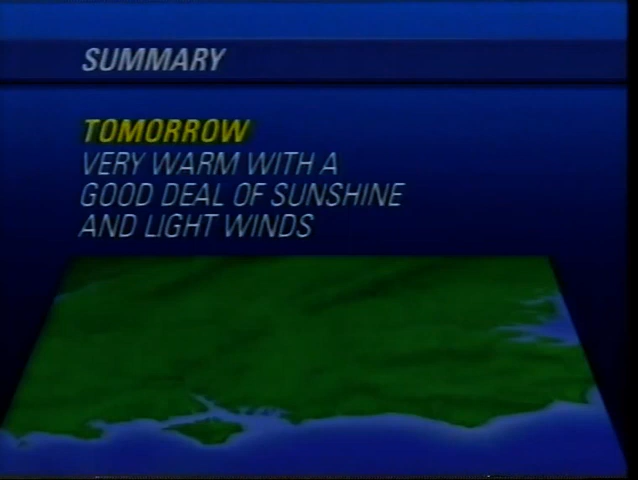 SUMMARY
TOMORROW
VERY WARM WITH A
GOOD DEAL OF SUNSHINE
AND LIGHT WINDS